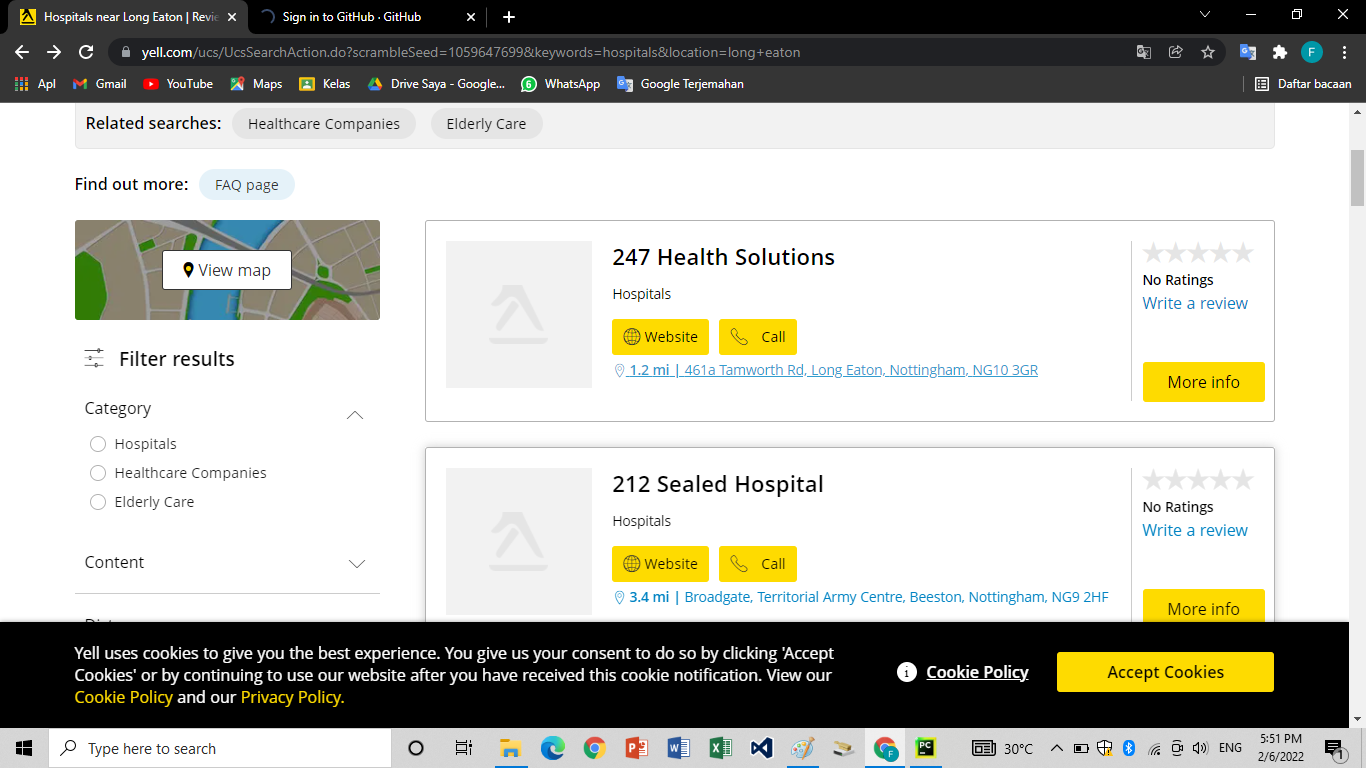 Hospitals near Long Eaton | Revie
Sign in to GitHub · GitHub
yell.com/ucs/UcsSearchAction.do?scrambleSeed=1059647699&keywords=hospitals&location=long+eaton
F
Apl
Gmail
YouTube
Maps
Kelas
Drive Saya - Google...
WhatsApp
Google Terjemahan
Daftar bacaan
Related searches:
Healthcare Companies
Elderly Care
Find out more:
FAQ page
View map
Filter results
Category
Hospitals
Healthcare Companies
Elderly Care
Content
247 Health Solutions
Hospitals
Website
Call
1.2 mi | 461a Tamworth Rd, Long Eaton, Nottingham, NG10 3GR
No Ratings
Write a review
More info
212 Sealed Hospital
Hospitals
Website
Call
3.4 mi | Broadgate, Territorial Army Centre, Beeston, Nottingham, NG9 2HF
No Ratings
Write a review
More info
Yell uses cookies to give you the best experience. You give us your consent to do so by clicking 'Accept
Cookies' or by continuing to use our website after you have received this cookie notification. View our
Cookie Policy and our Privacy Policy.
Cookie Policy
Accept Cookies
Type here to search
30°C
ENG
5:51 PM
2/6/2022
1